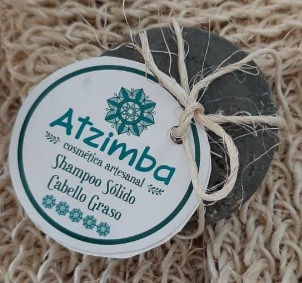 Atzimba
cosmética artesanal
Shampoo Sólido
Cabello Graso